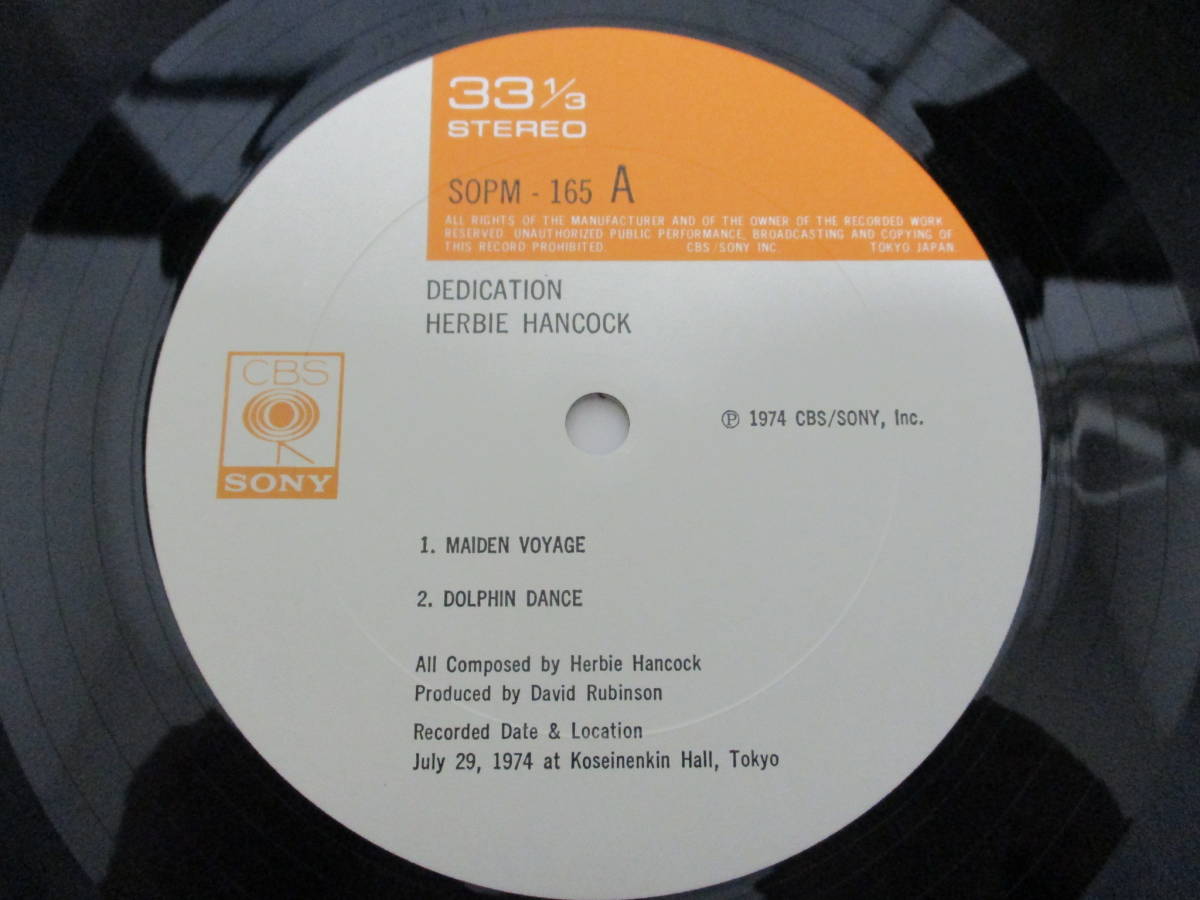 33 1/3
STEREO
SOPM - 165 A
ALL RIGHTS OF THE MANUFACTURER AND OF THE OWNER OF THE RECORDED WORK
RESERVED. UNAUTHORIZED PUBLIC PERFORMANCE, BROADCASTING AND COPYING OF
THIS RECORD PROHIBITED. CBS/SONY INC. TOKYO JAPAN
DEDICATION
HERBIE HANCOCK
CBS
SONY
℗ 1974 CBS/SONY, Inc.
1. MAIDEN VOYAGE
2. DOLPHIN DANCE
All Composed by Herbie Hancock
Produced by David Rubinson
Recorded Date & Location
July 29, 1974 at Koseinenkin Hall, Tokyo